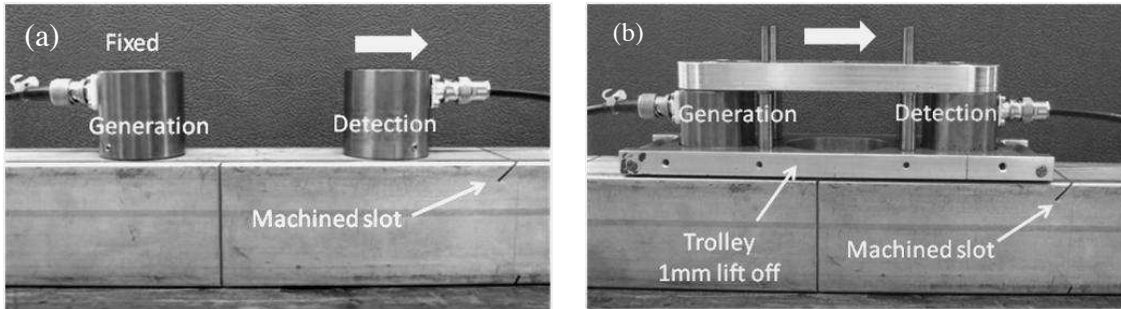 (a)
Fixed
Generation
Detection
Machined slot
(b)
Generation
Detection
Trolley
1mm lift off
Machined slot